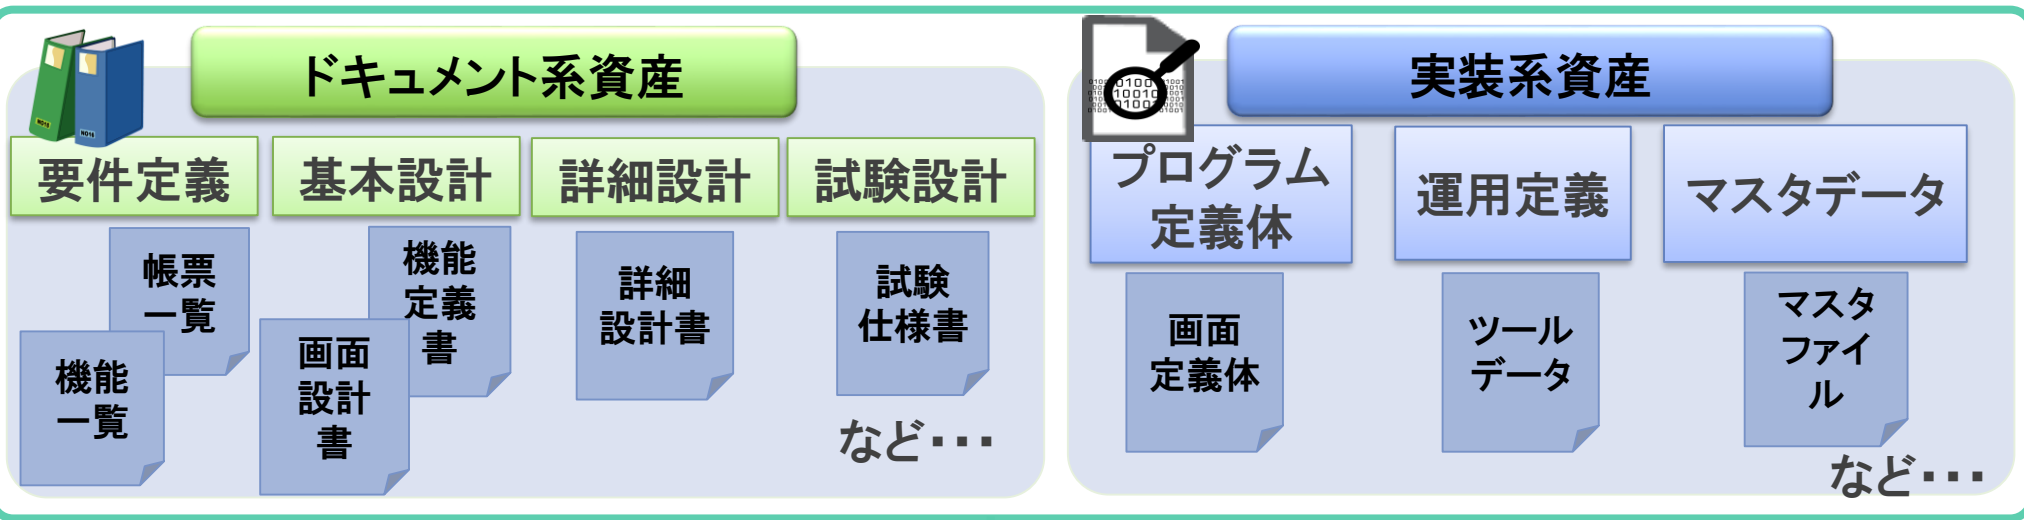 ドキュメント系資産
要件定義
基本設計
詳細設計
試験設計
帳票
一覧
機能
一覧
機能
定義
書
画面
設計
書
詳細
設計書
試験
仕様書
など・・・
実装系資産
プログラム
定義体
運用定義
マスタデータ
画面
定義体
ツール
データ
マスタ
ファイ
ル
など・・・